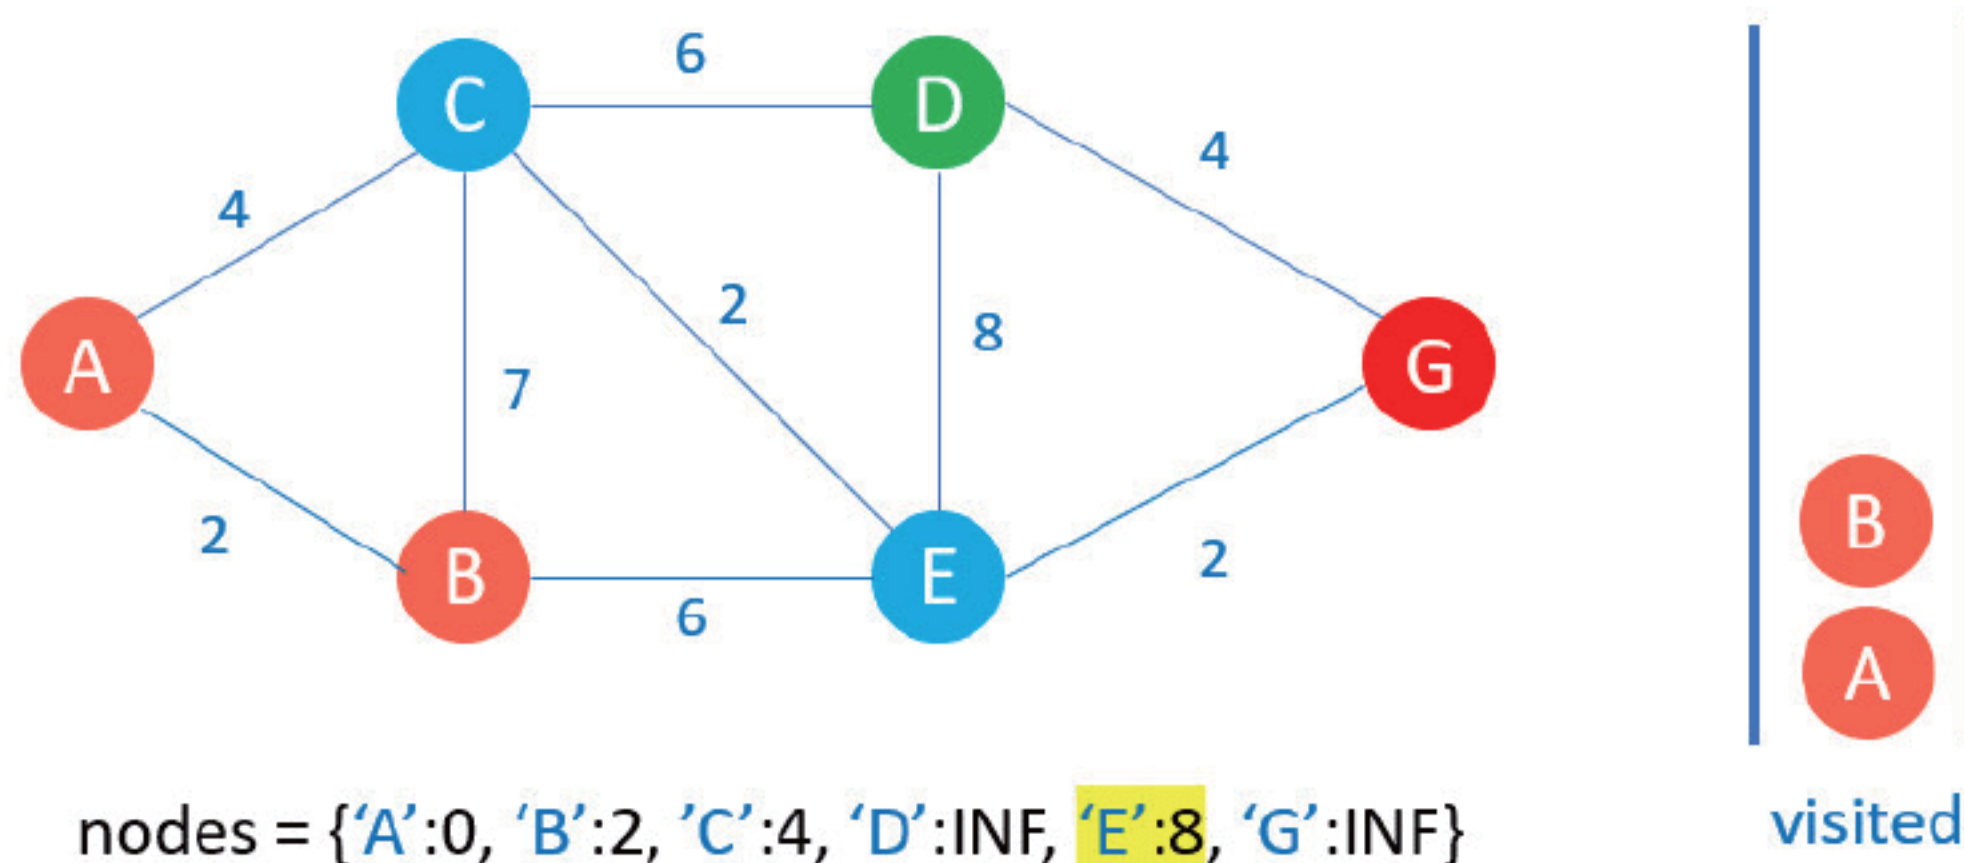 6
C
D
4
4
2
8
A
7
G
B
2
B
E
2
6
A
nodes = {‘A’:0, ‘B’:2, ’C’:4, ‘D’:INF, ‘E’:8, ‘G’:INF}
visited